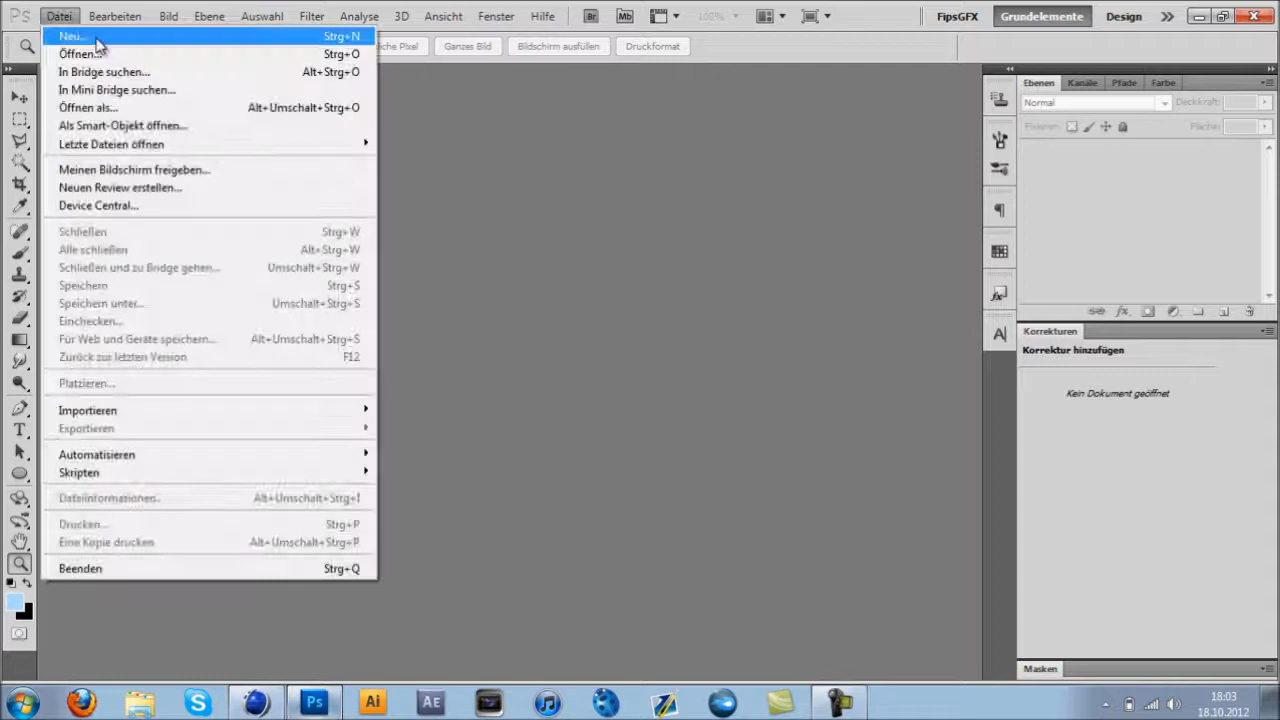 Ps Datei Bearbeiten Bild Ebene Auswahl Filter Analyse 3D Ansicht Fenster Hilfe Br Mb 100% FipsGFX Grundelemente Design
Ganzes Bild Bildschirm ausfüllen Druckformat
Neu... Strg+N
Öffnen... Strg+O
In Bridge suchen... Alt+Strg+O
In Mini Bridge suchen...
Öffnen als... Alt+Umschalt+Strg+O
Als Smart-Objekt öffnen...
Letzte Dateien öffnen
Meinen Bildschirm freigeben...
Neuen Review erstellen...
Device Central...
Schließen Strg+W
Alle schließen Alt+Strg+W
Schließen und zu Bridge gehen... Umschalt+Strg+W
Speichern Strg+S
Speichern unter... Umschalt+Strg+S
Einchecken...
Für Web und Geräte speichern... Alt+Umschalt+Strg+S
Zurück zur letzten Version F12
Platzieren...
Importieren
Exportieren
Automatisieren
Skripten
Dateiinformationen... Alt+Umschalt+Strg+I
Drucken... Strg+P
Eine Kopie drucken Alt+Umschalt+Strg+P
Beenden Strg+Q
Ebenen Kanäle Pfade Farbe
Normal Deckkraft:
Fixieren: Fläche:
Korrekturen
Korrektur hinzufügen
Kein Dokument geöffnet
Masken
Ps Ai AE
18:03
18.10.2012